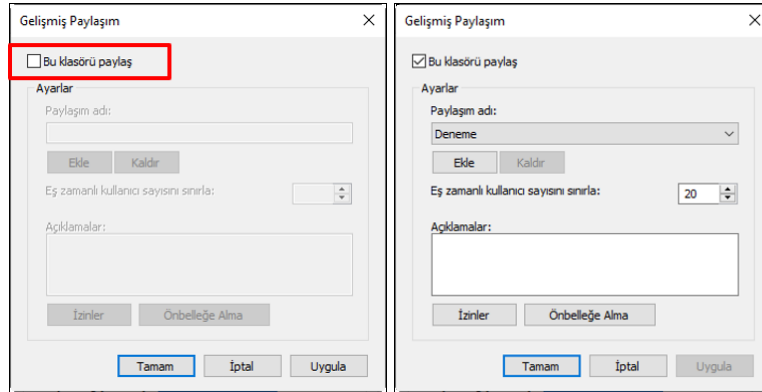 Gelişmiş Paylaşım
Bu klasörü paylaş
Ayarlar
Paylaşım adı:
Ekle Kaldır
Eş zamanlı kullanıcı sayısını sınırla:
Açıklamalar:
İzinler Önbelleğe Alma
Tamam İptal Uygula
Gelişmiş Paylaşım
Bu klasörü paylaş
Ayarlar
Paylaşım adı:
Deneme
Ekle Kaldır
Eş zamanlı kullanıcı sayısını sınırla: 20
Açıklamalar:
İzinler Önbelleğe Alma
Tamam İptal Uygula